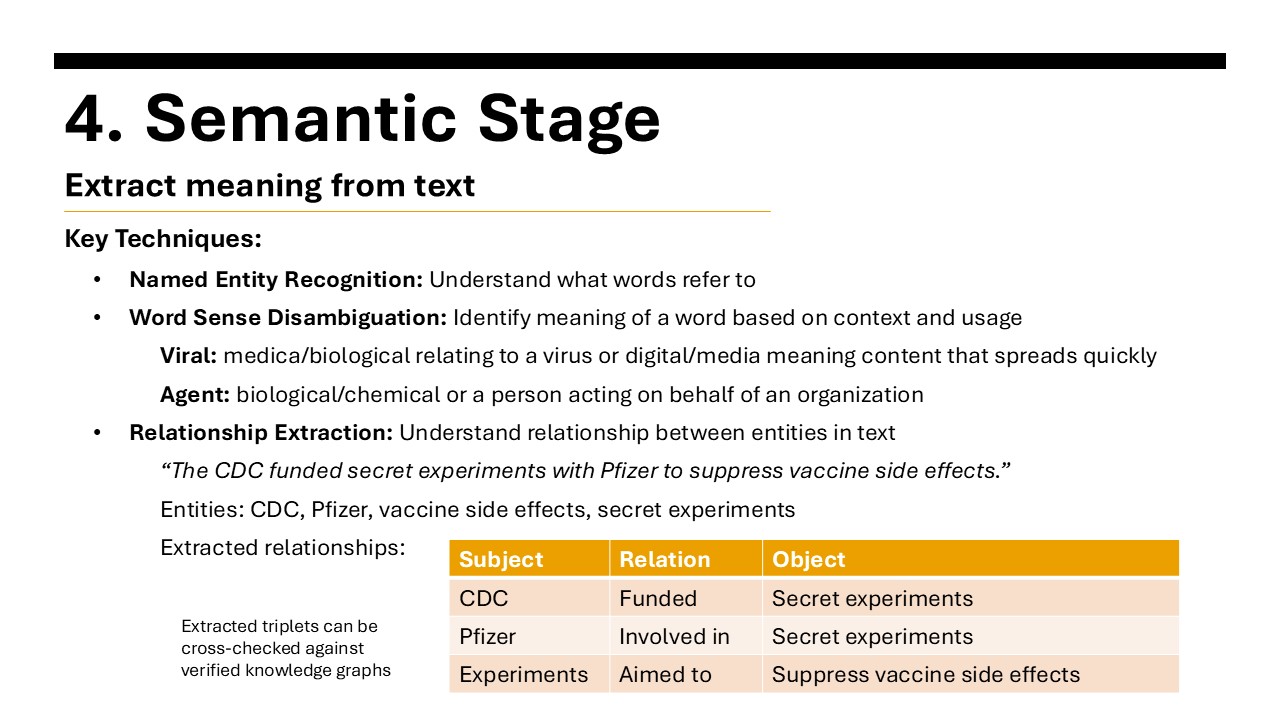 4. Semantic Stage
Extract meaning from text
Key Techniques:
• Named Entity Recognition: Understand what words refer to
• Word Sense Disambiguation: Identify meaning of a word based on context and usage
Viral: medica/biological relating to a virus or digital/media meaning content that spreads quickly
Agent: biological/chemical or a person acting on behalf of an organization
• Relationship Extraction: Understand relationship between entities in text
“The CDC funded secret experiments with Pfizer to suppress vaccine side effects.”
Entities: CDC, Pfizer, vaccine side effects, secret experiments
Extracted relationships:
Subject Relation Object
CDC Funded Secret experiments
Pfizer Involved in Secret experiments
Experiments Aimed to Suppress vaccine side effects
Extracted triplets can be
cross-checked against
verified knowledge graphs